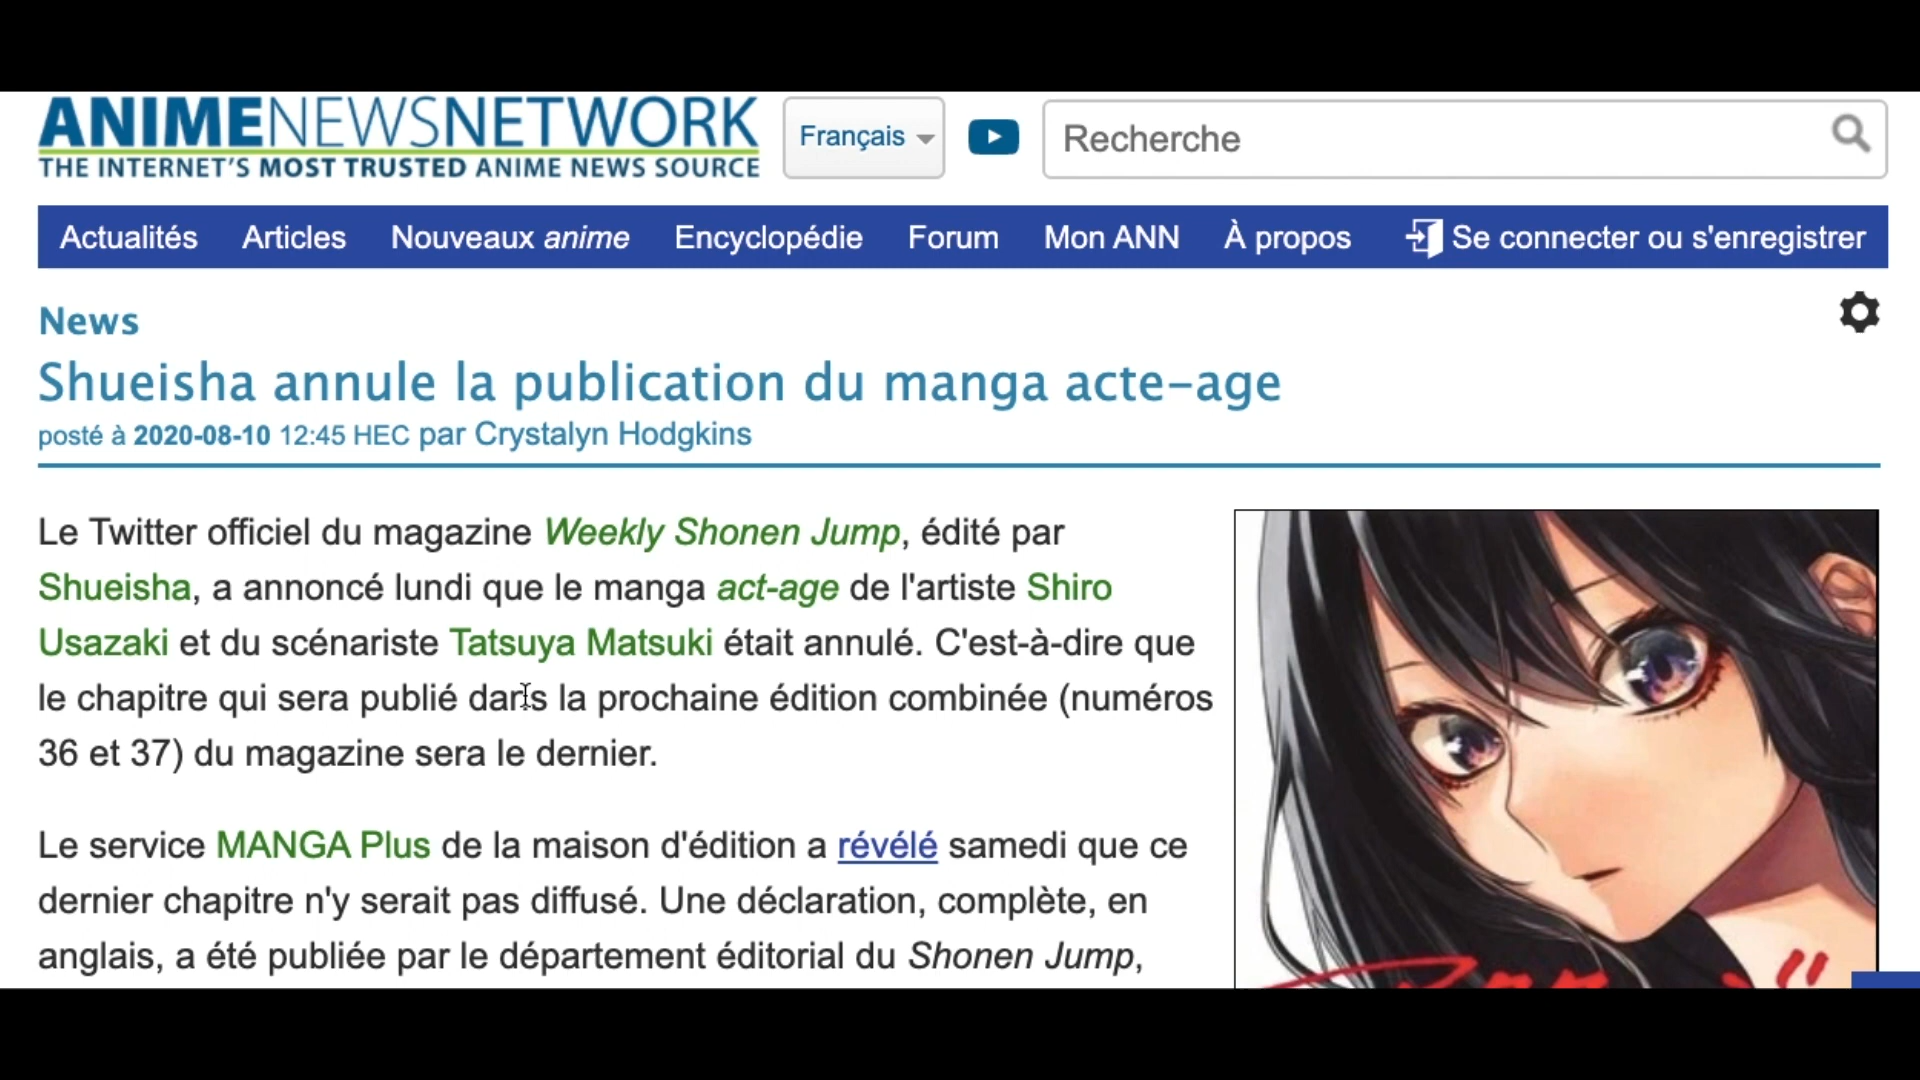 ANIMENEWSNETWORK
THE INTERNET'S MOST TRUSTED ANIME NEWS SOURCE
Français
Recherche
Actualités Articles Nouveaux anime Encyclopédie Forum Mon ANN À propos Se connecter ou s'enregistrer
News
Shueisha annule la publication du manga acte-age
posté à 2020-08-10 12:45 HEC par Crystalyn Hodgkins
Le Twitter officiel du magazine Weekly Shonen Jump, édité par
Shueisha, a annoncé lundi que le manga act-age de l'artiste Shiro
Usazaki et du scénariste Tatsuya Matsuki était annulé. C'est-à-dire que
le chapitre qui sera publié dans la prochaine édition combinée (numéros
36 et 37) du magazine sera le dernier.
Le service MANGA Plus de la maison d'édition a révélé samedi que ce
dernier chapitre n'y serait pas diffusé. Une déclaration, complète, en
anglais, a été publiée par le département éditorial du Shonen Jump,